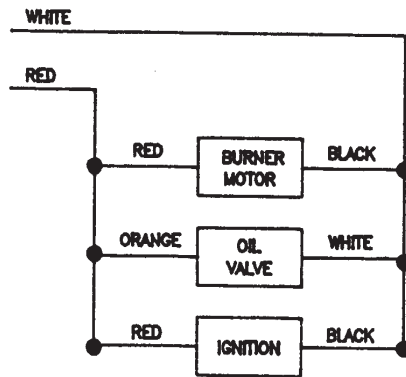 WHITE
RED
RED
BURNER
MOTOR
BLACK
ORANGE
OIL
VALVE
WHITE
RED
IGNITION
BLACK